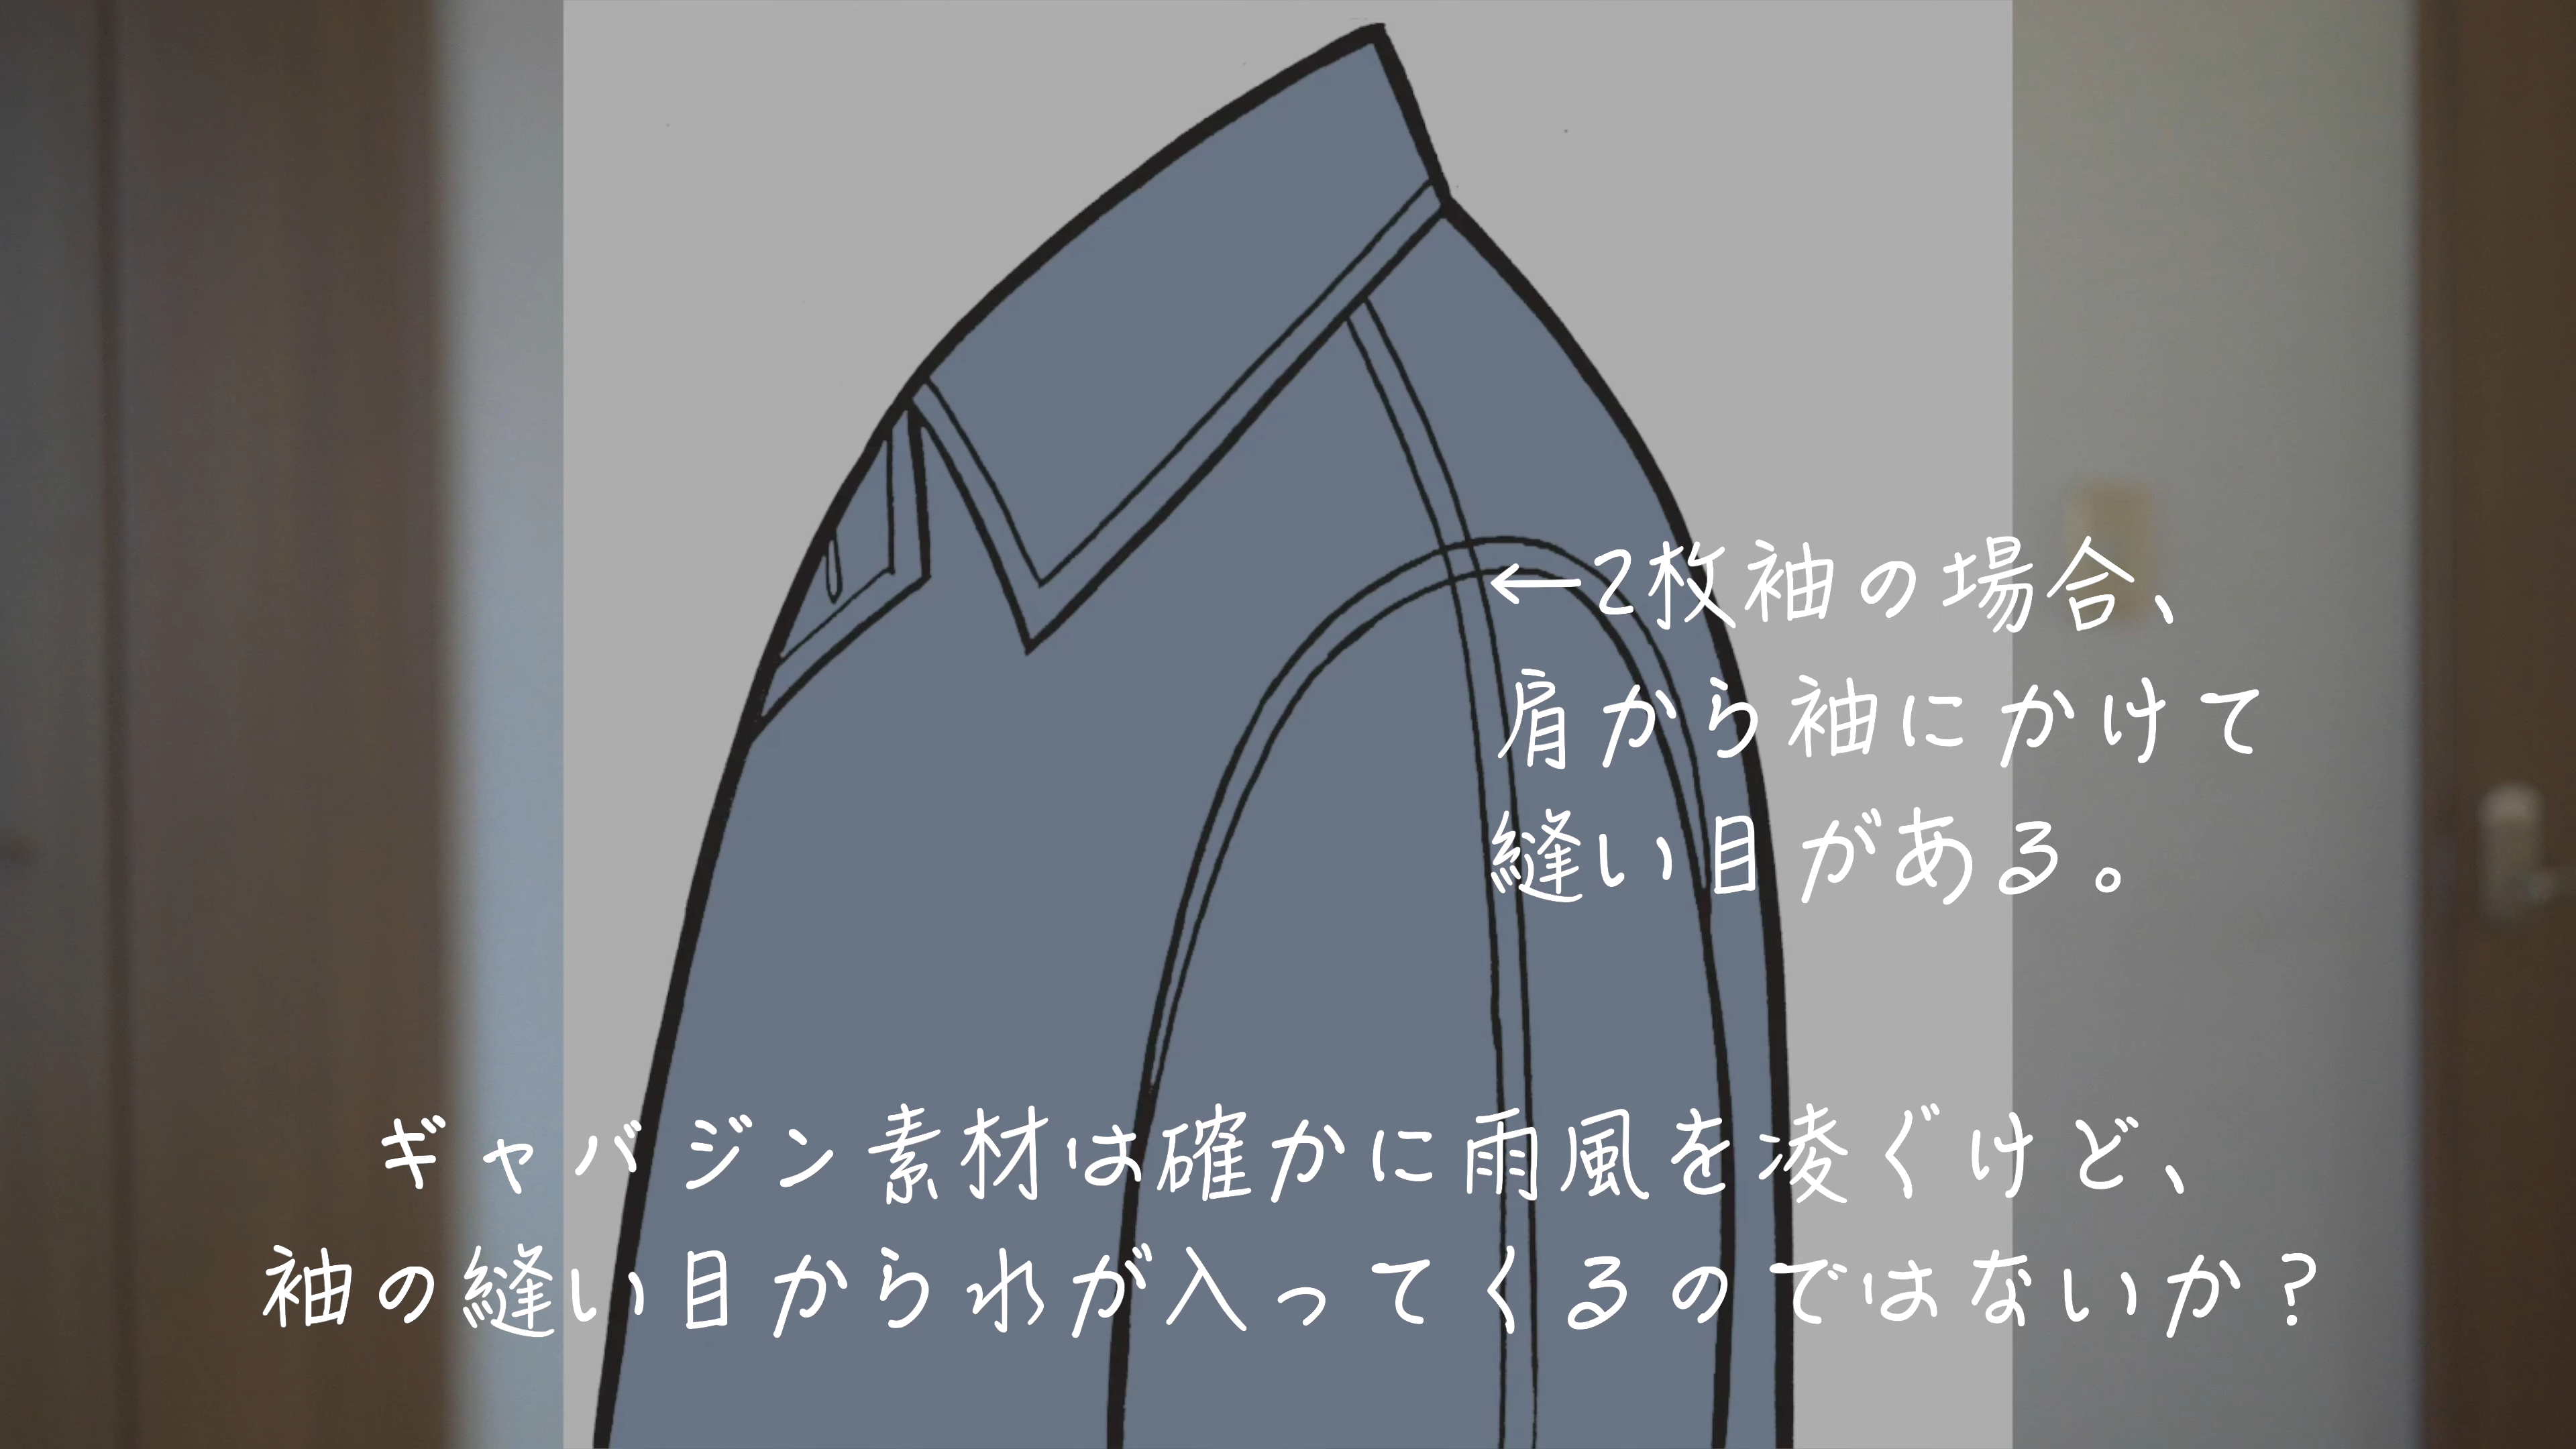 ←2枚袖の場合、
肩から袖にかけて
縫い目がある。
ギャバジン素材は確かに雨風を凌ぐけど、
袖の縫い目から水が入ってくるのではないか？